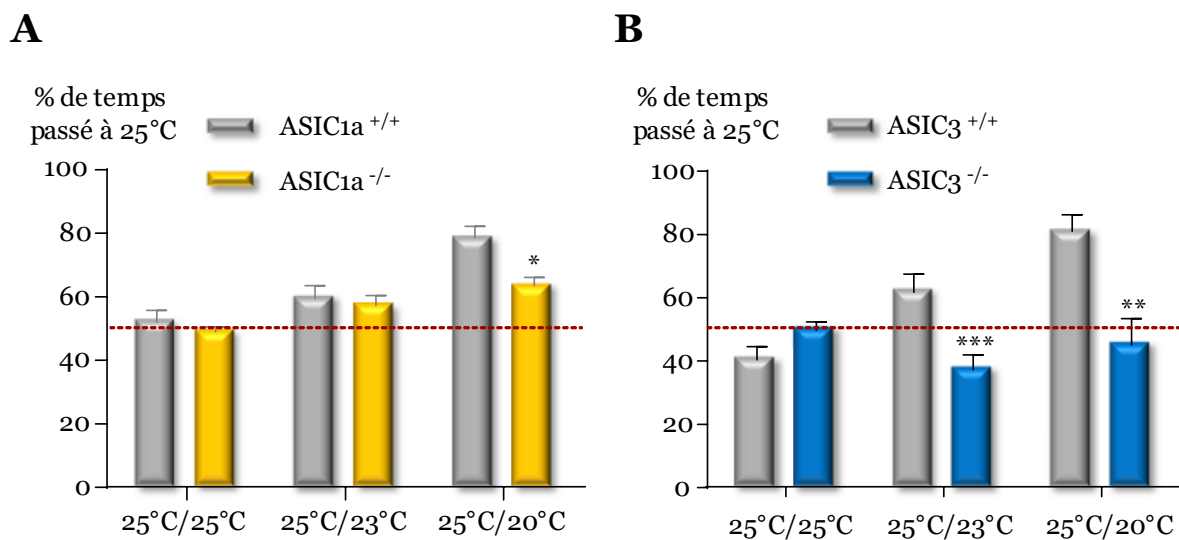 A
% de temps
passé à 25°C
ASIC1a +/+
ASIC1a -/-
100
80
60
40
20
0
*
25°C/25°C
25°C/23°C
25°C/20°C
B
% de temps
passé à 25°C
ASIC3 +/+
ASIC3 -/-
100
80
60
40
20
0
***
**
25°C/25°C
25°C/23°C
25°C/20°C